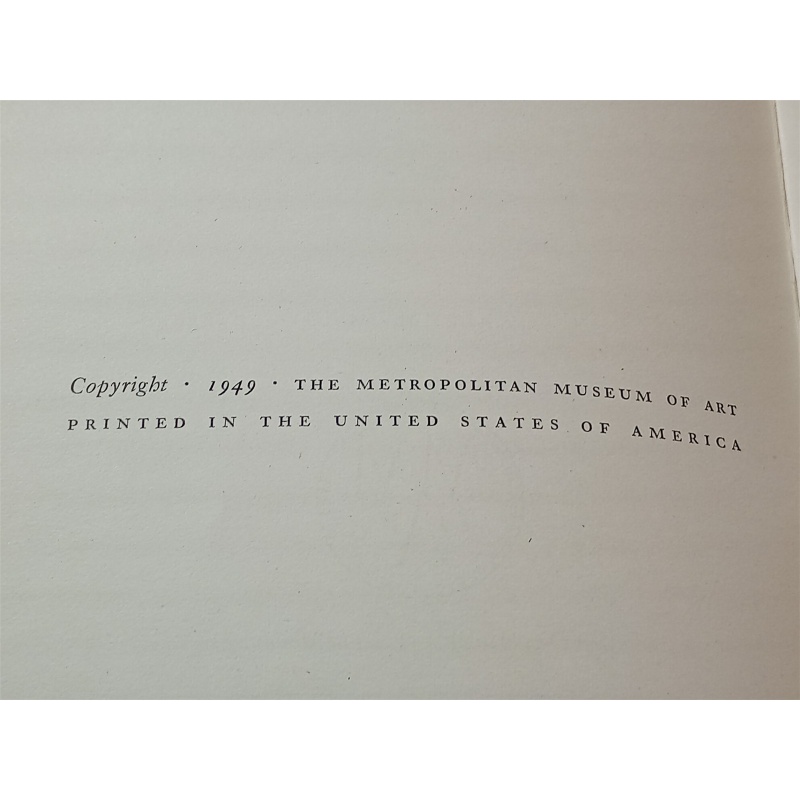 Copyright · 1949 · THE METROPOLITAN MUSEUM OF ART
PRINTED IN THE UNITED STATES OF AMERICA